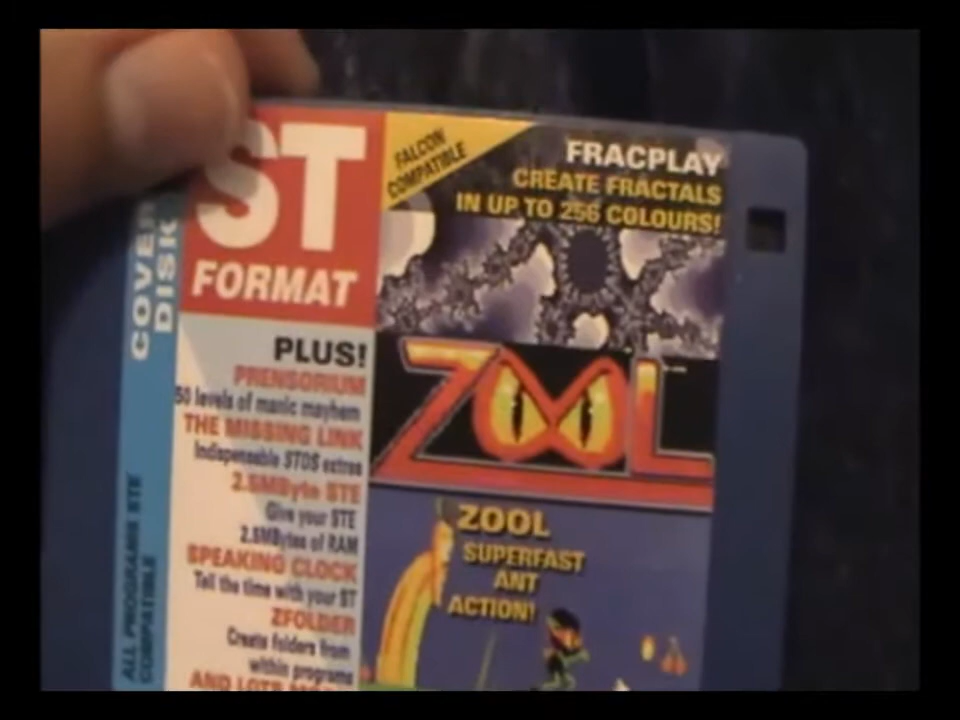 COVER
DISK
ALL PROGRAMS STE
COMPATIBLE
ST
FORMAT
PLUS!
PRENSORIUM
50 levels of manic mayhem
THE MISSING LINK
Indispensable STOS extras
2.5MByte STE
Give your STE
2.5MBytes of RAM
SPEAKING CLOCK
Tell the time with your ST
ZFOLDER
Create folders from
within programs
AND LOTS
FALCON
COMPATIBLE
FRACPLAY
CREATE FRACTALS
IN UP TO 256 COLOURS!
ZOOL
ZOOL
SUPERFAST
ANT
ACTION!